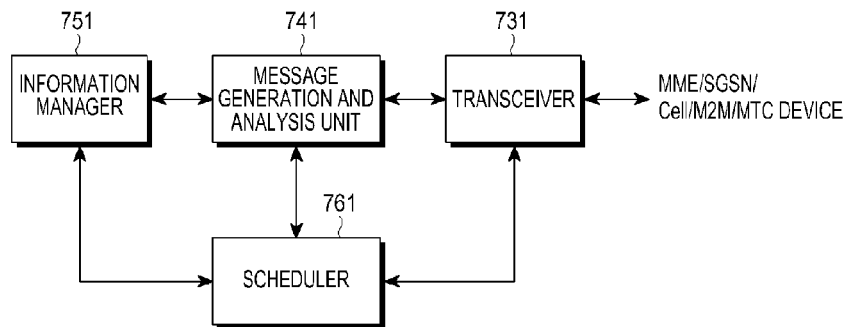 751
741
731
INFORMATION
MANAGER
MESSAGE
GENERATION AND
ANALYSIS UNIT
TRANSCEIVER
MME/SGSN/
Cell/M2M/MTC DEVICE
761
SCHEDULER